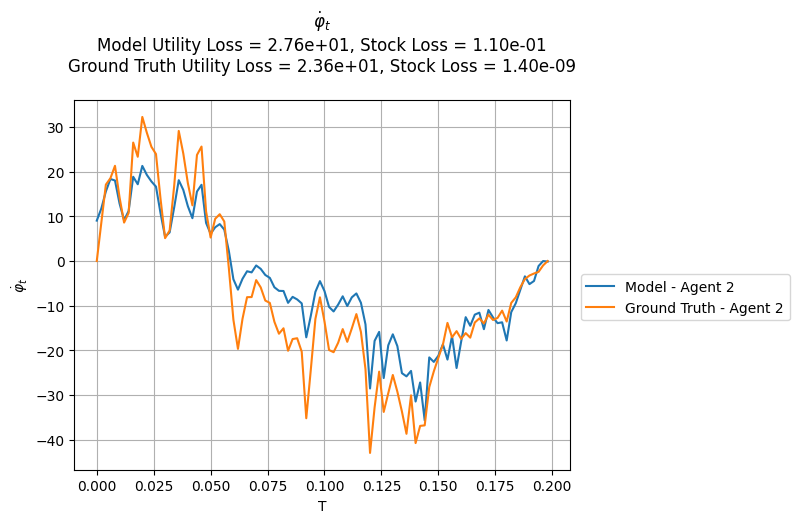 φ̇ₜ
Model Utility Loss = 2.76e+01, Stock Loss = 1.10e-01
Ground Truth Utility Loss = 2.36e+01, Stock Loss = 1.40e-09
30
20
10
0
−10
−20
−30
−40
φ̇ₜ
0.000
0.025
0.050
0.075
0.100
0.125
0.150
0.175
0.200
T
Model - Agent 2
Ground Truth - Agent 2